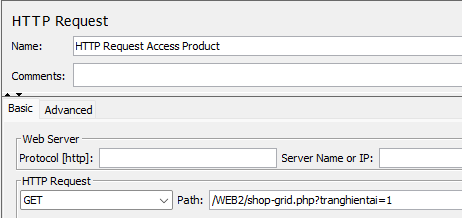 HTTP Request
Name: HTTP Request Access Product
Comments:
Basic Advanced
Web Server
Protocol [http]: Server Name or IP:
HTTP Request
GET Path: /WEB2/shop-grid.php?tranghientai=1